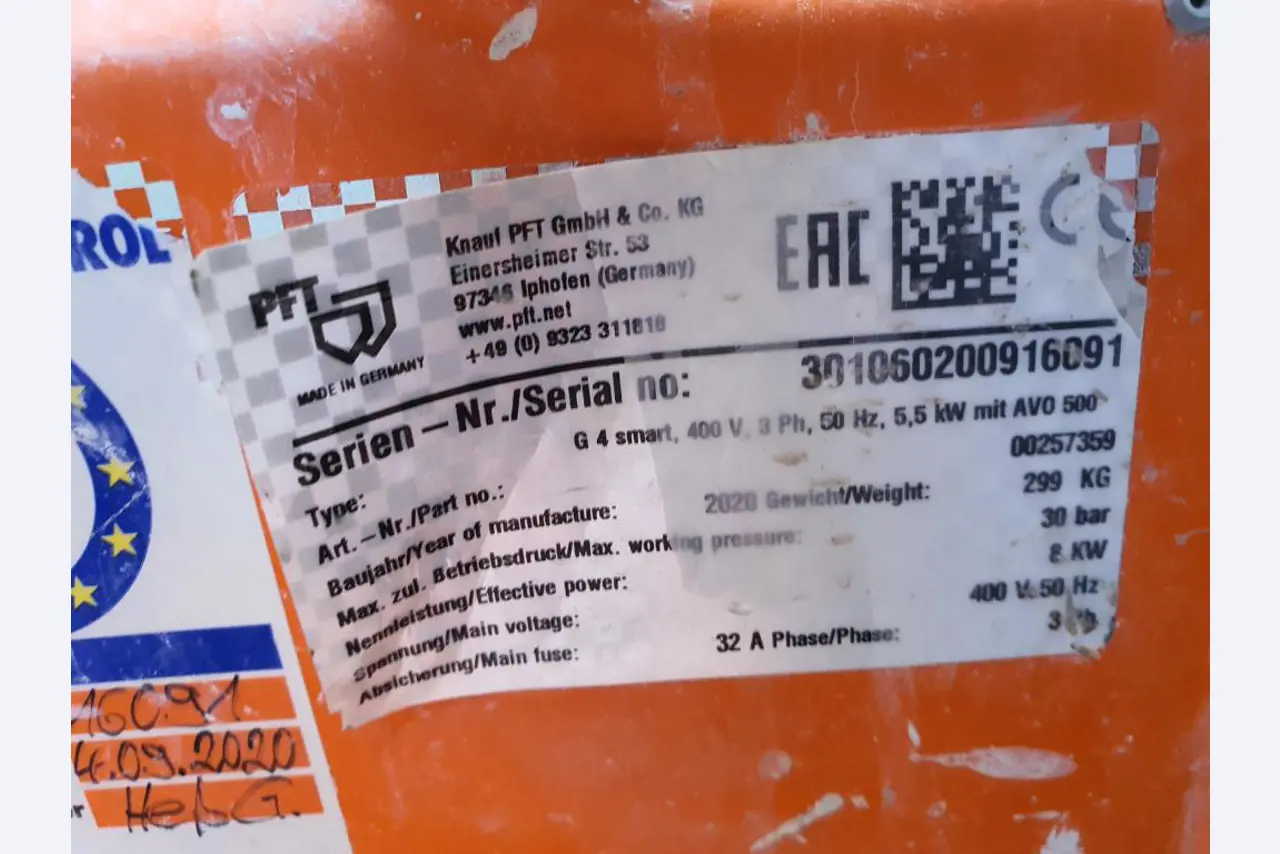 ROL
PFT
MADE IN GERMANY
Knauf PFT GmbH & Co. KG
Einersheimer Str. 53
97346 Iphofen (Germany)
www.pft.net
+49 (0) 9323 311818
EAC
CE
Serien – Nr./Serial no: 301060200916091
Type: G 4 smart, 400 V, 3 Ph, 50 Hz, 5,5 kW mit AVO 500
Art.–Nr./Part no.: 00257359
Baujahr/Year of manufacture: 2020 Gewicht/Weight: 299 KG
Max. zul. Betriebsdruck/Max. working pressure: 30 bar
Nennleistung/Effective power: 8 KW
Spannung/Main voltage: 400 V 50 Hz
Absicherung/Main fuse: 32 A Phase/Phase: 3
16091
4.09.2020
Heß G.